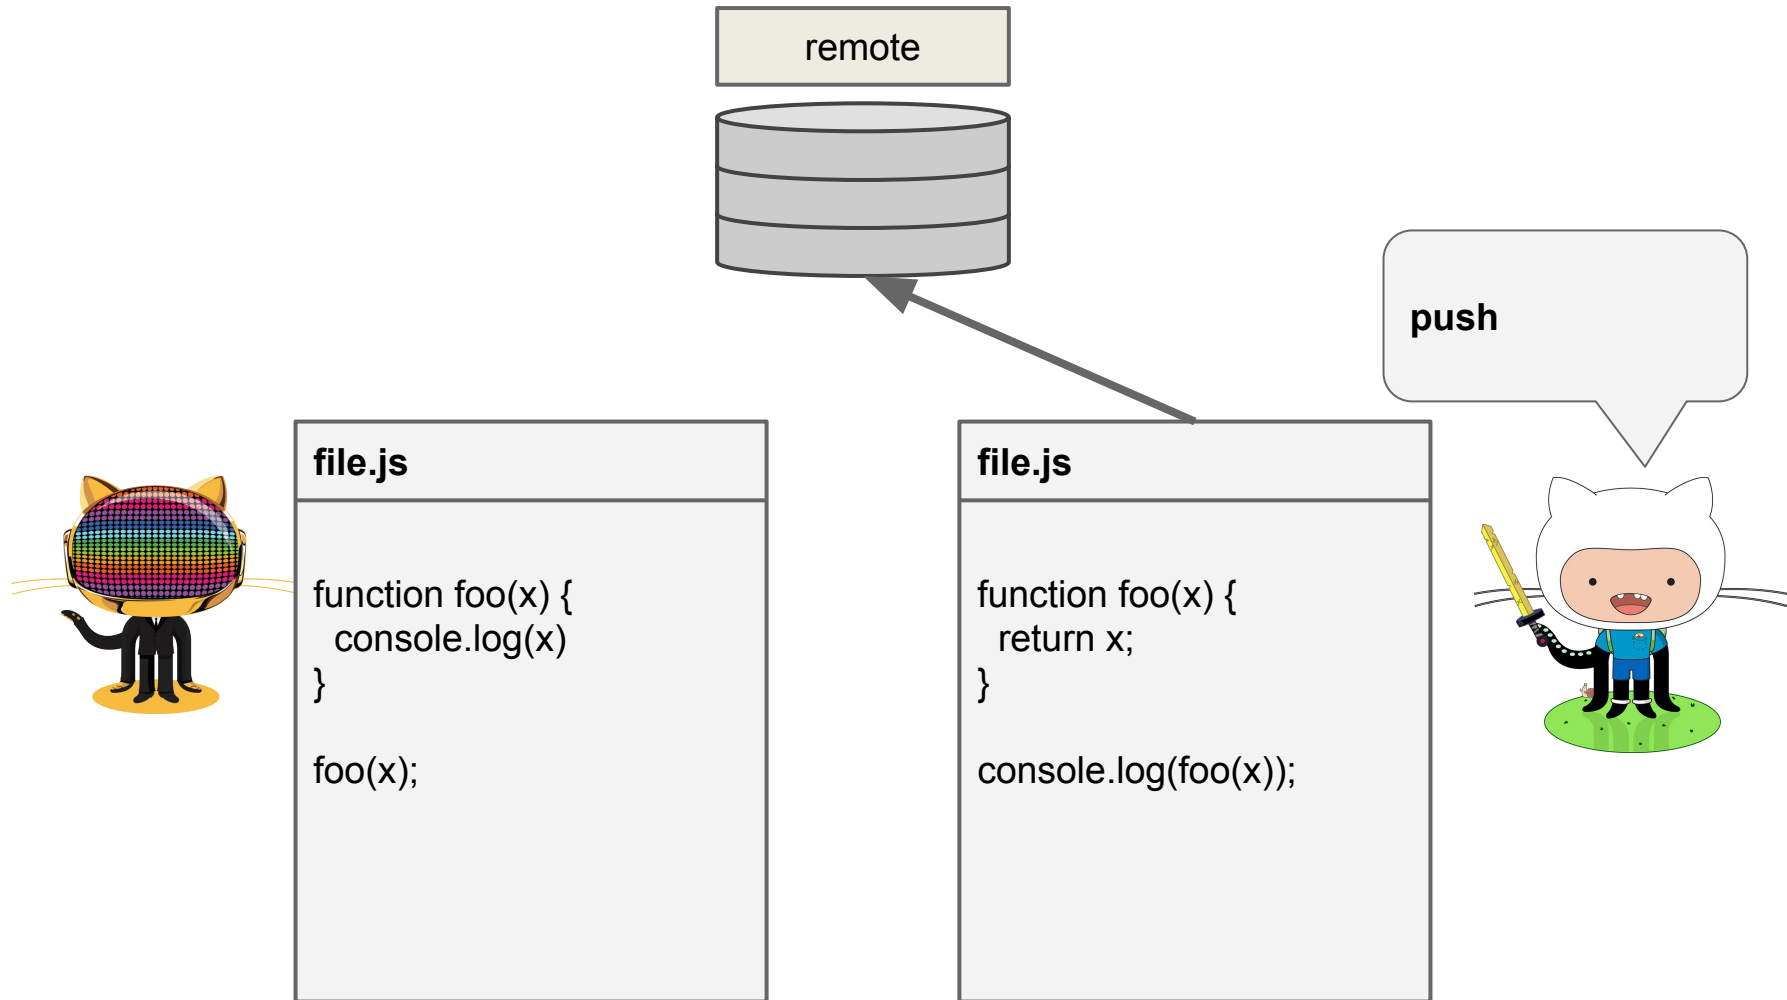 remote
push
file.js
function foo(x) {
  console.log(x)
}
foo(x);
file.js
function foo(x) {
  return x;
}
console.log(foo(x));